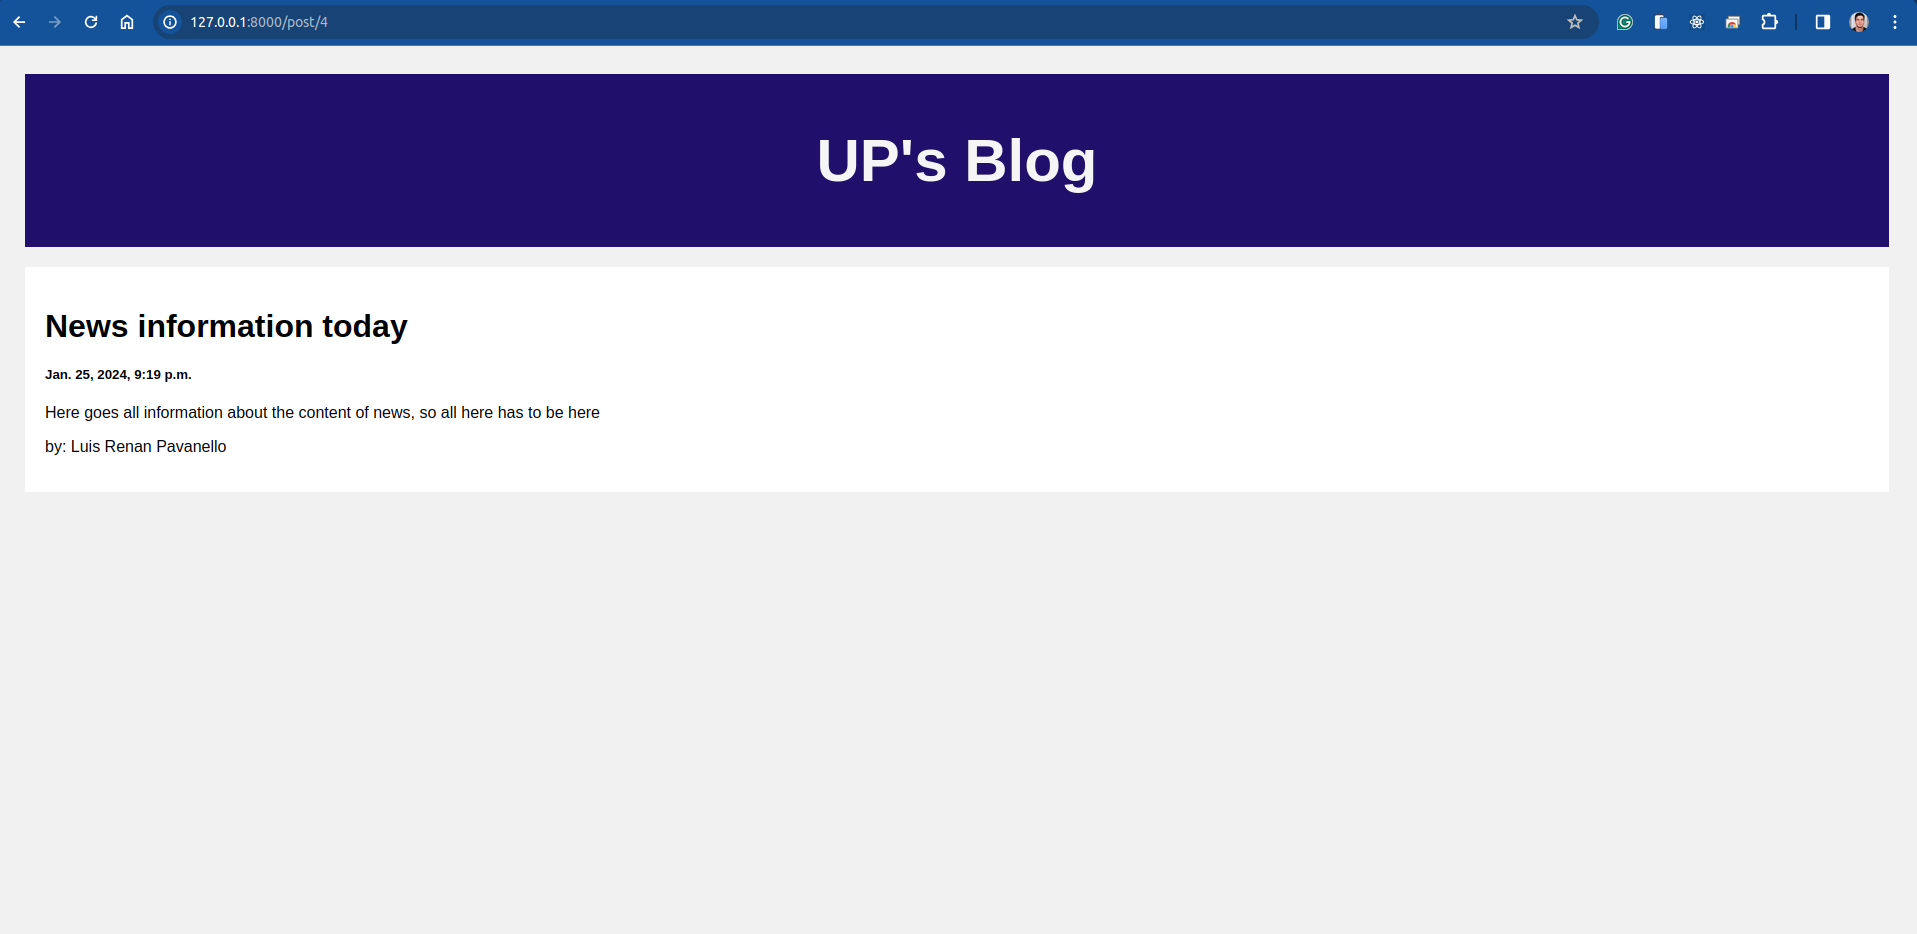 127.0.0.1:8000/post/4
UP's Blog
News information today
Jan. 25, 2024, 9:19 p.m.
Here goes all information about the content of news, so all here has to be here
by: Luis Renan Pavanello